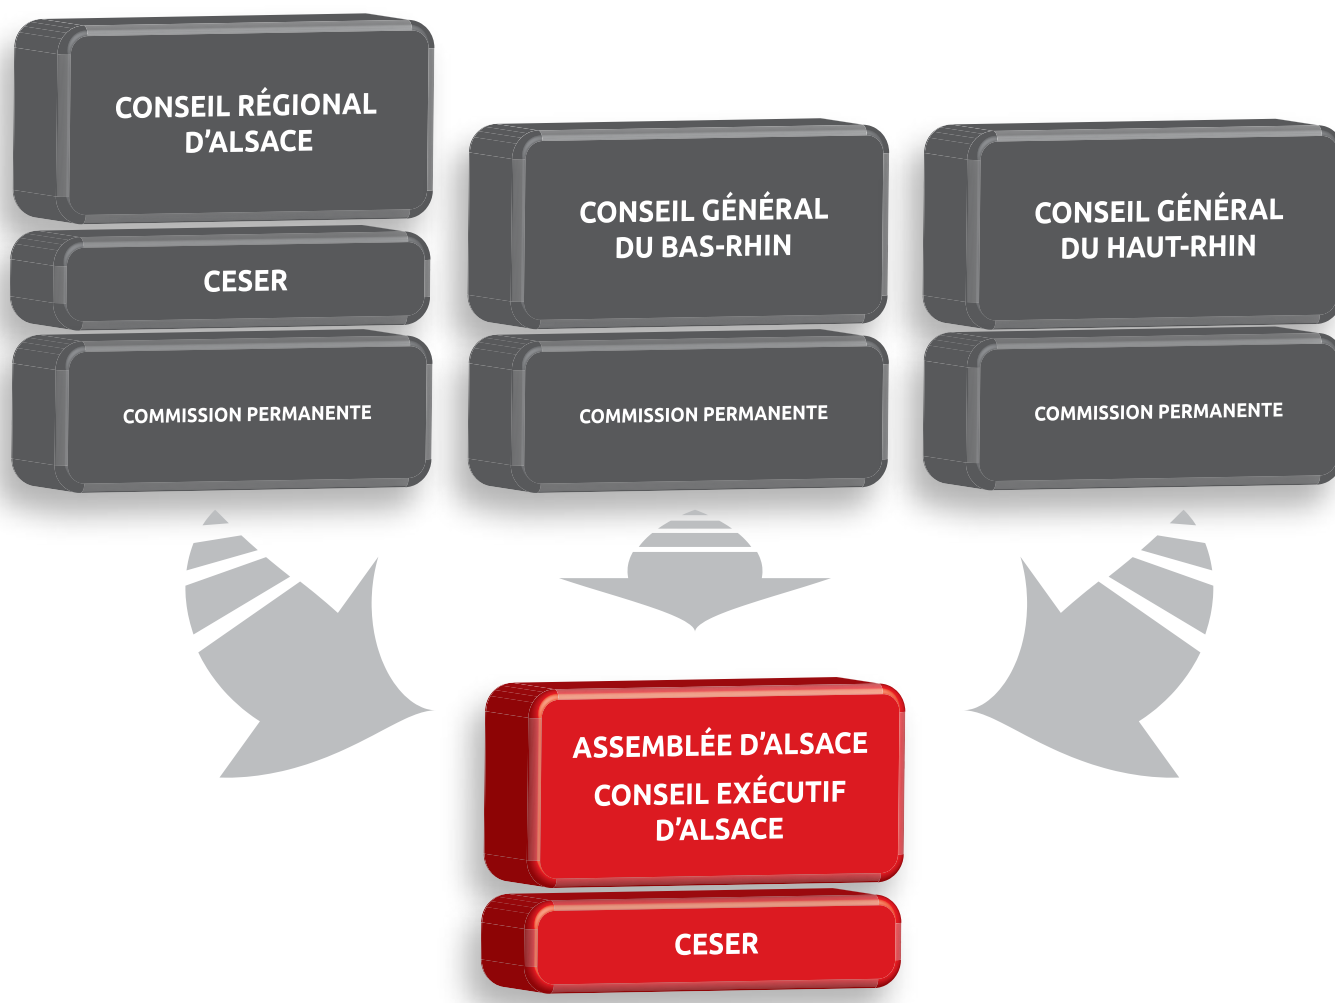 CONSEIL RÉGIONAL
D'ALSACE
CESER
COMMISSION PERMANENTE
CONSEIL GÉNÉRAL
DU BAS-RHIN
COMMISSION PERMANENTE
CONSEIL GÉNÉRAL
DU HAUT-RHIN
COMMISSION PERMANENTE
ASSEMBLÉE D'ALSACE
CONSEIL EXÉCUTIF
D'ALSACE
CESER